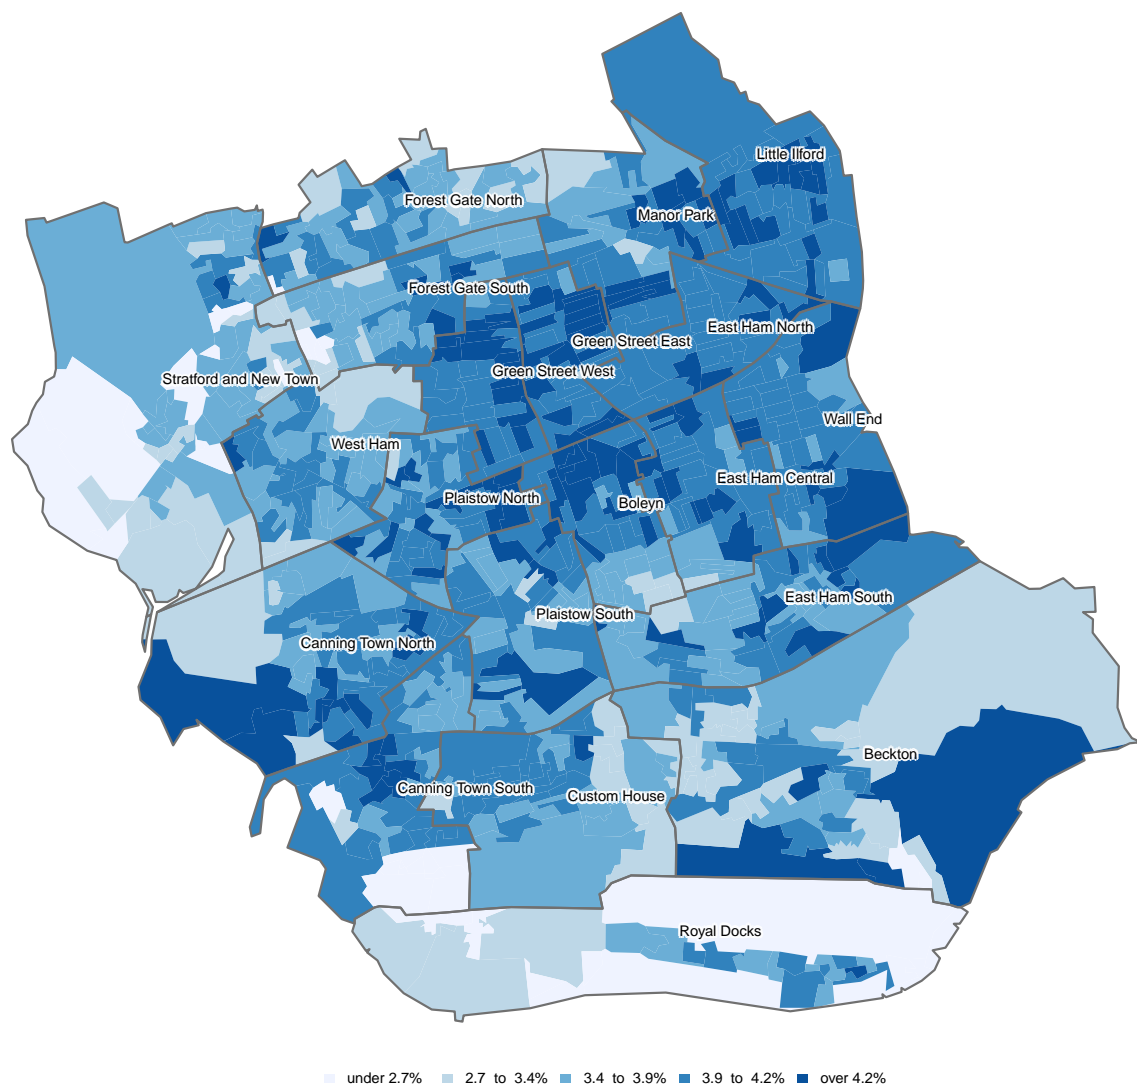 Little Ilford
Forest Gate North
Manor Park
Forest Gate South
East Ham North
Green Street East
Green Street West
Stratford and New Town
Wall End
West Ham
East Ham Central
Plaistow North
Boleyn
East Ham South
Plaistow South
Canning Town North
Beckton
Canning Town South
Custom House
Royal Docks
under 2.7% 2.7 to 3.4% 3.4 to 3.9% 3.9 to 4.2% over 4.2%